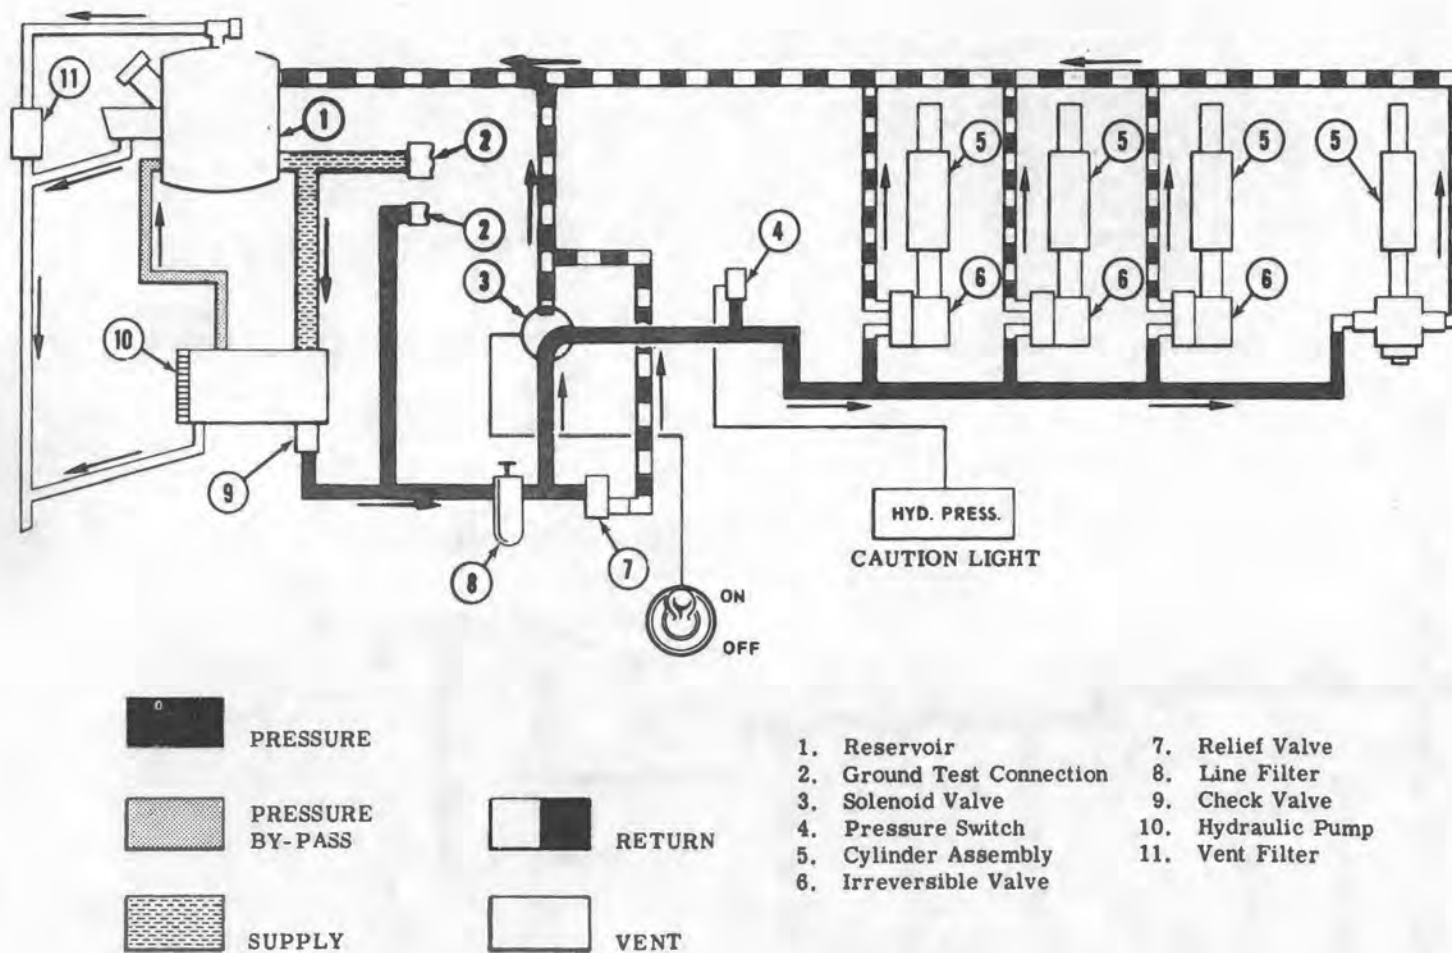 11
1
2
2
3
4
5
5
5
5
6
6
6
10
9
8
7
HYD. PRESS.
CAUTION LIGHT
ON
OFF
PRESSURE
PRESSURE
BY-PASS
SUPPLY
RETURN
VENT
1. Reservoir
2. Ground Test Connection
3. Solenoid Valve
4. Pressure Switch
5. Cylinder Assembly
6. Irreversible Valve
7. Relief Valve
8. Line Filter
9. Check Valve
10. Hydraulic Pump
11. Vent Filter